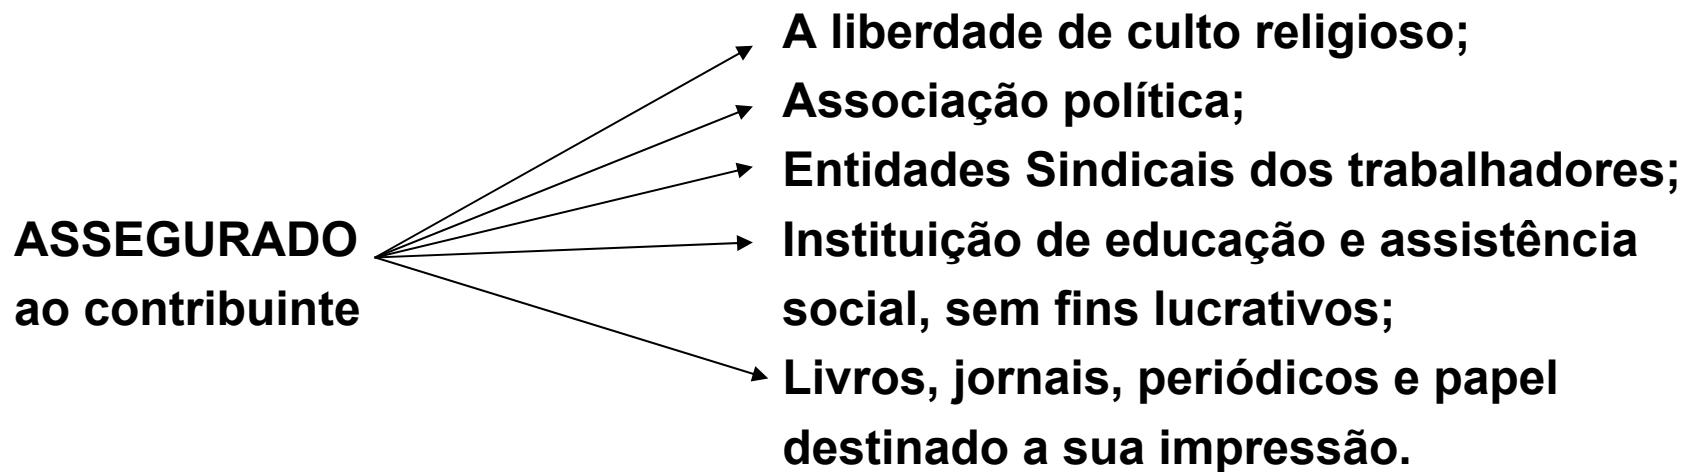 ASSEGURADO
ao contribuinte
A liberdade de culto religioso;
Associação política;
Entidades Sindicais dos trabalhadores;
Instituição de educação e assistência
social, sem fins lucrativos;
Livros, jornais, periódicos e papel
destinado a sua impressão.